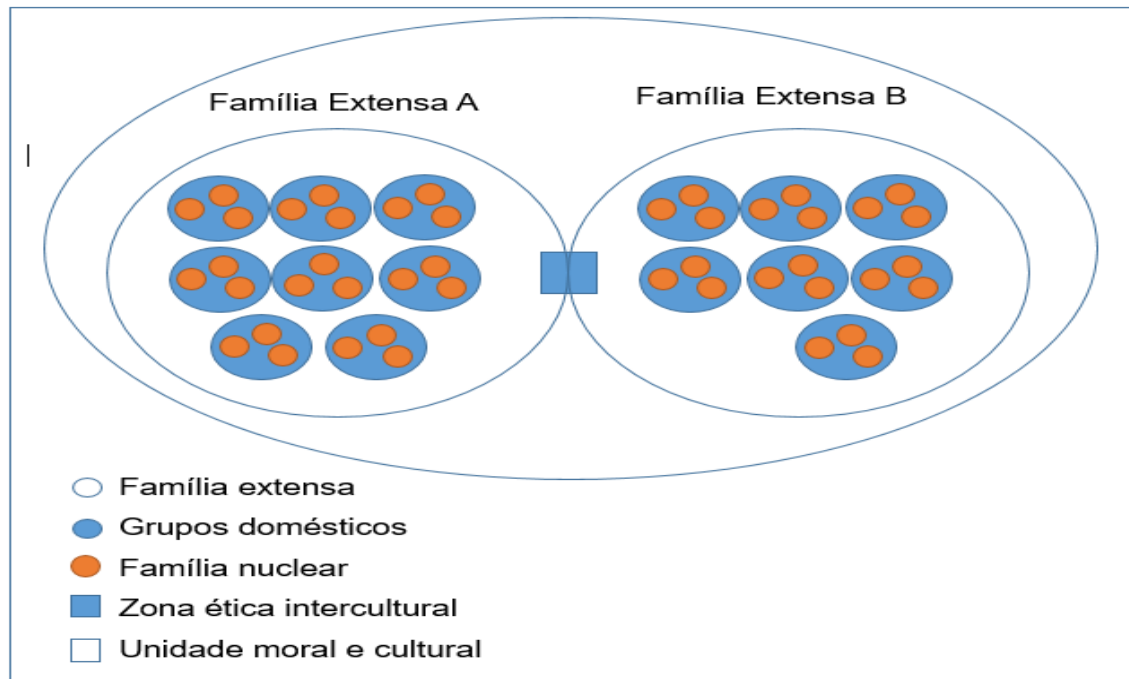 Família Extensa A
Família Extensa B
Família extensa
Grupos domésticos
Família nuclear
Zona ética intercultural
Unidade moral e cultural